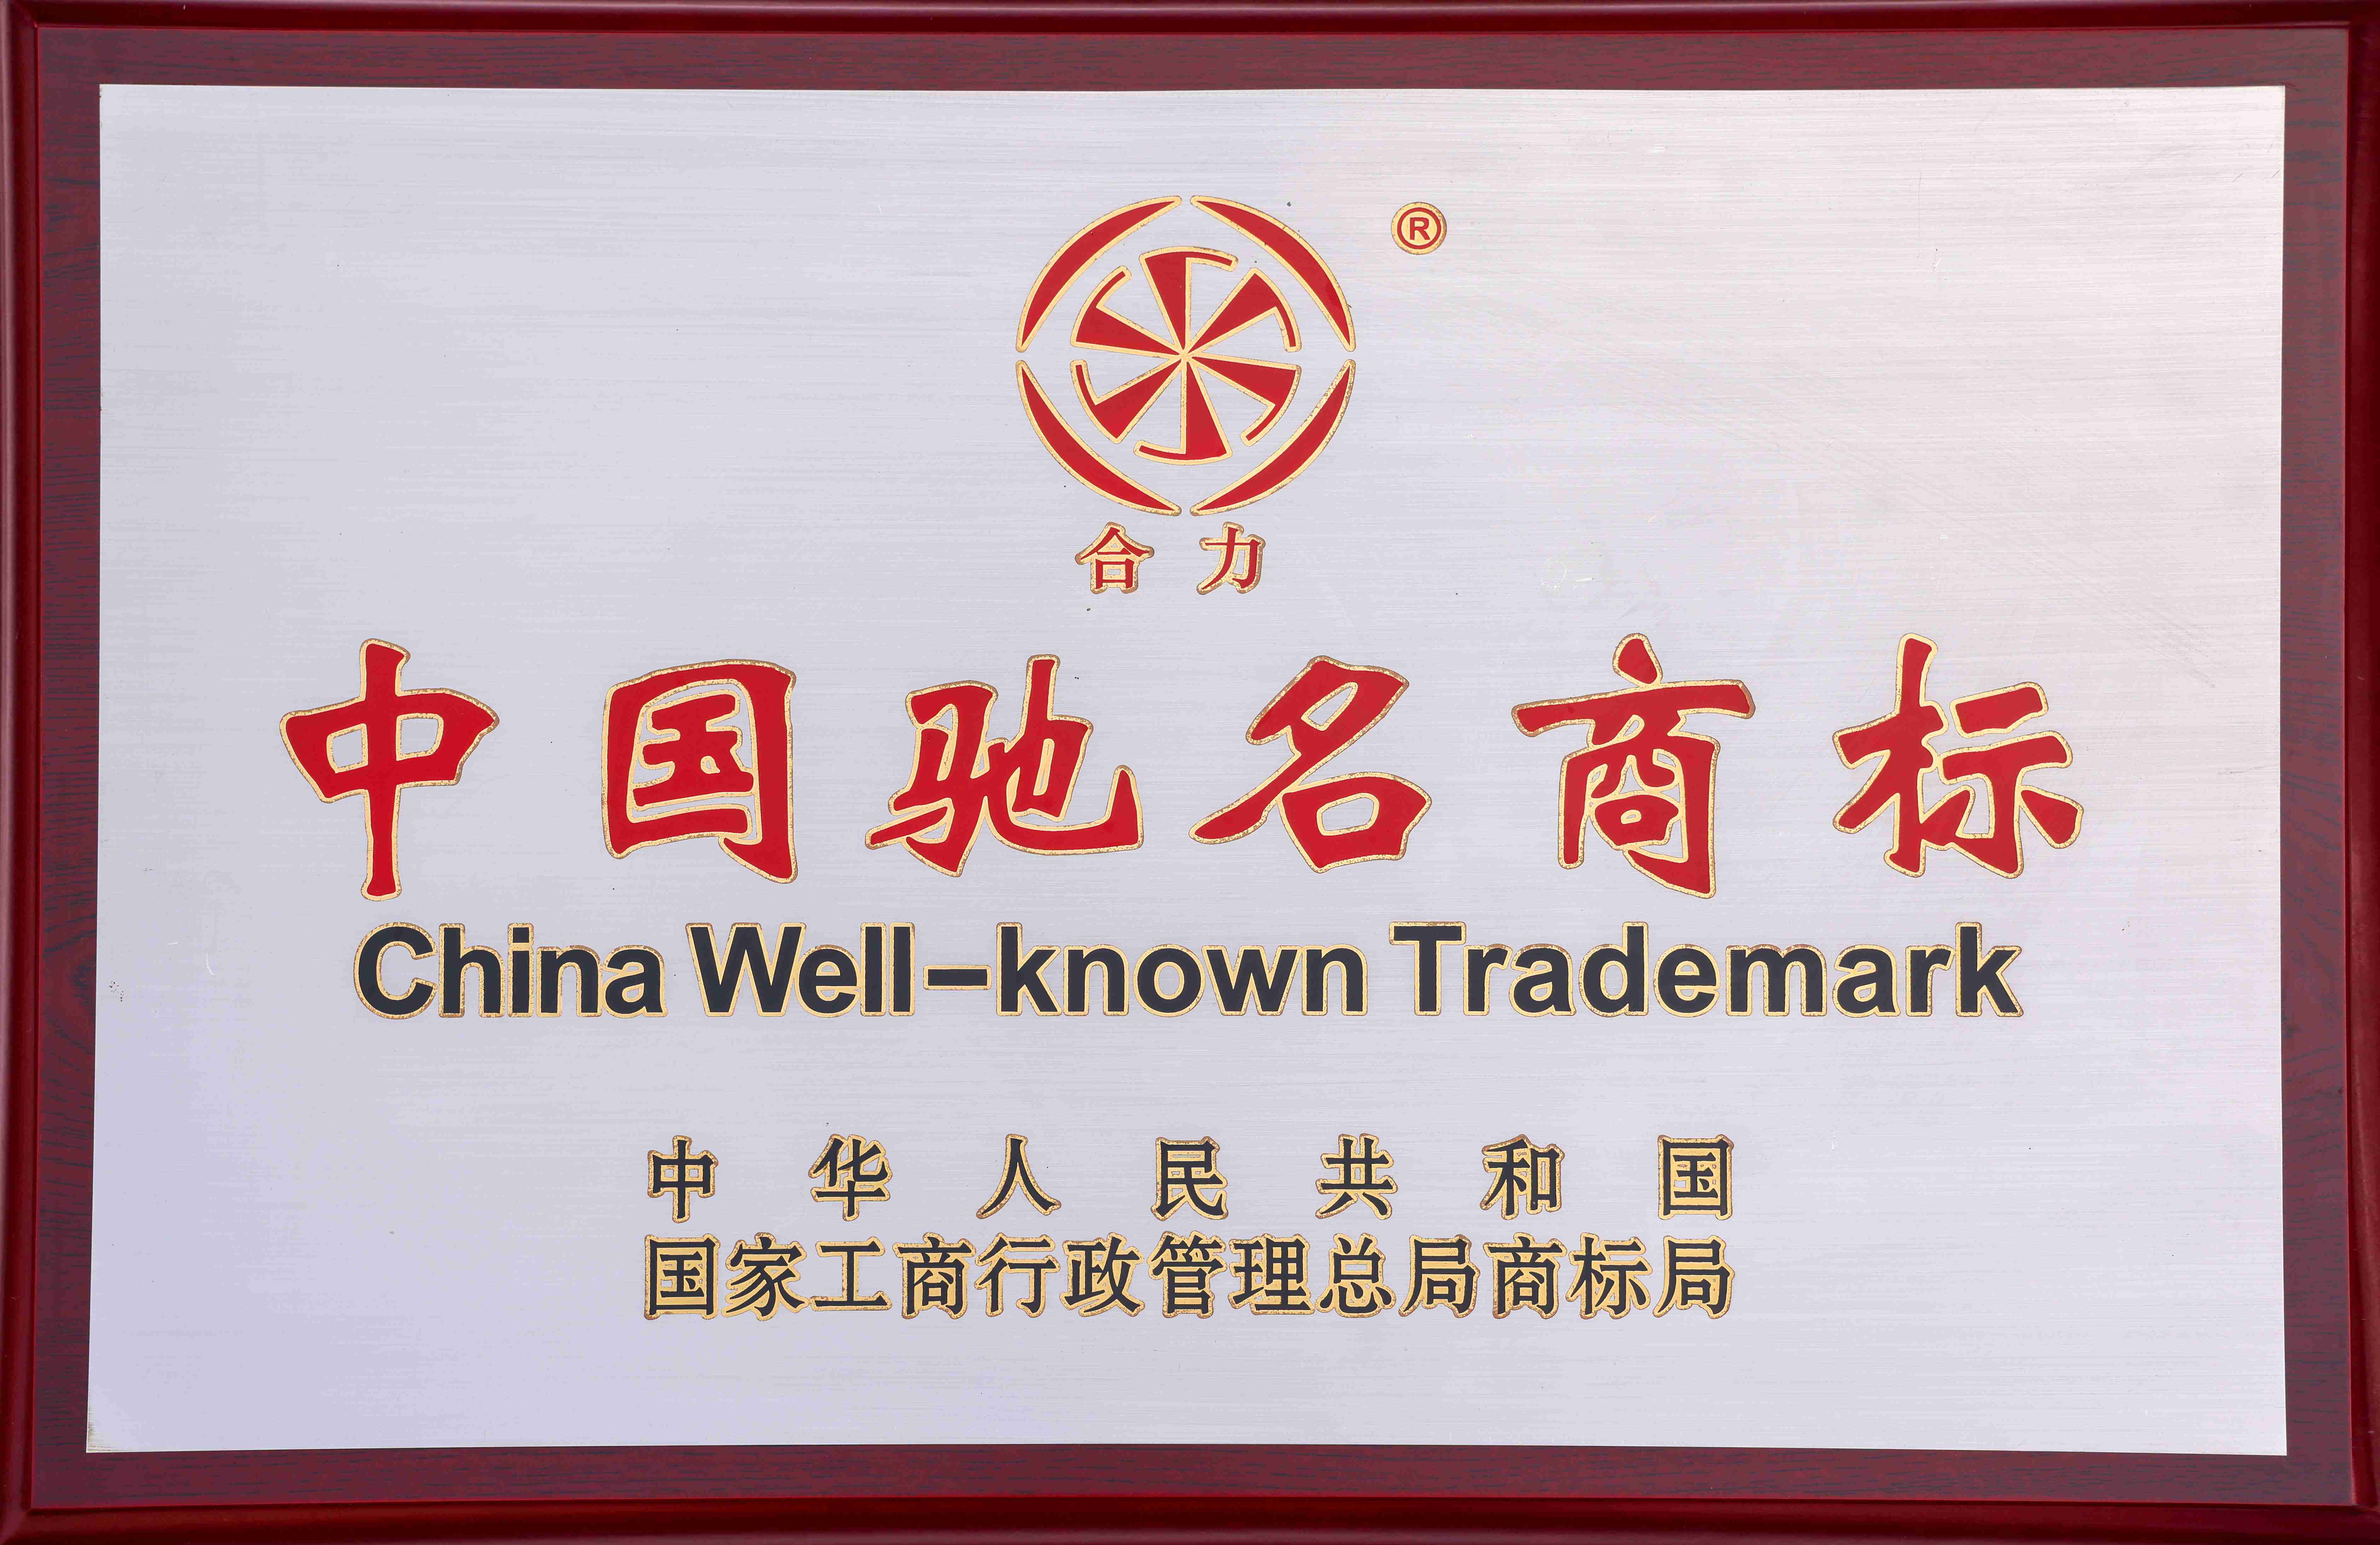 ®
合力
中国驰名商标
China Well-known Trademark
中华人民共和国
国家工商行政管理总局商标局